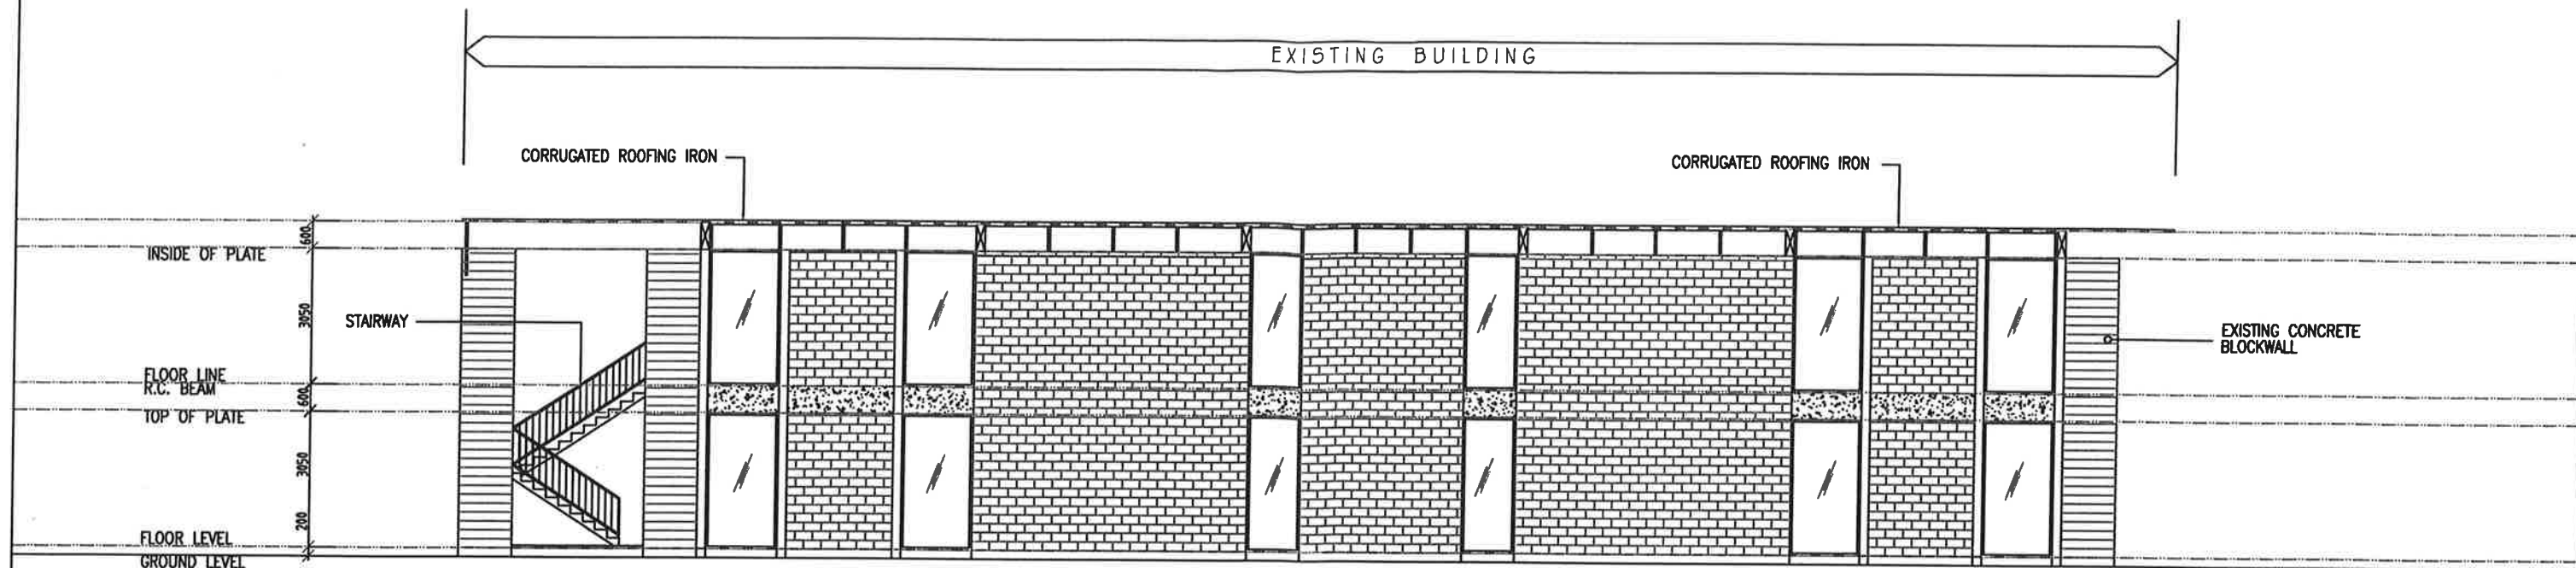 EXISTING BUILDING
CORRUGATED ROOFING IRON
CORRUGATED ROOFING IRON
600
INSIDE OF PLATE
3050
STAIRWAY
EXISTING CONCRETE
BLOCKWALL
FLOOR LINE
R.C. BEAM
600
TOP OF PLATE
3050
200
FLOOR LEVEL
GROUND LEVEL